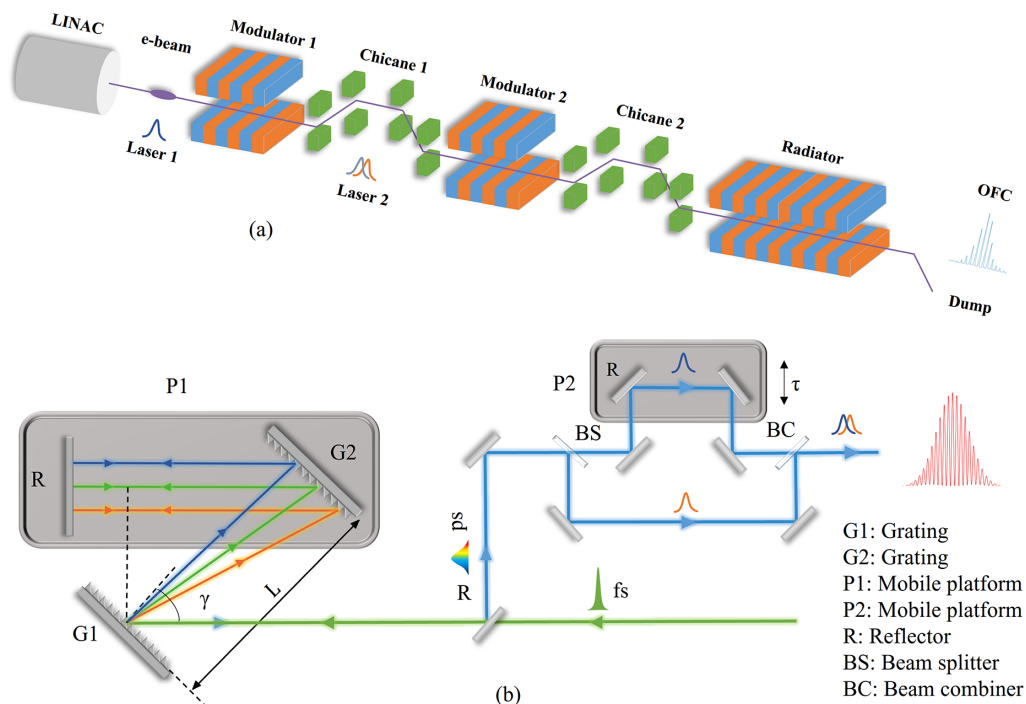 LINAC
e-beam
Modulator 1
Chicane 1
Modulator 2
Chicane 2
Radiator
OFC
Laser 1
Laser 2
(a)
Dump
P1
R
G2
G1
γ
L
P2
R
τ
BS
BC
ps
R
fs
(b)
G1: Grating
G2: Grating
P1: Mobile platform
P2: Mobile platform
R: Reflector
BS: Beam splitter
BC: Beam combiner